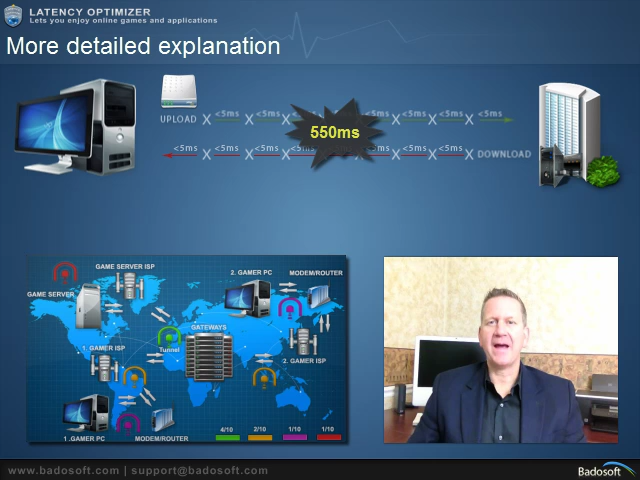 LATENCY OPTIMIZER
Lets you enjoy online games and applications
More detailed explanation
UPLOAD X <5ms X <5ms X <5ms <5ms X <5ms X <5ms X <5ms
550ms
<5ms X <5ms X <5ms X <5ms <5ms X <5ms X <5ms X DOWNLOAD
GAME SERVER ISP
GAME SERVER
2. GAMER PC
MODEM/ROUTER
GATEWAYS
Tunnel
1. GAMER ISP
2. GAMER ISP
1 .GAMER PC
MODEM/ROUTER
4/10 2/10 1/10 1/10
www.badosoft.com | support@badosoft.com
Badosoft